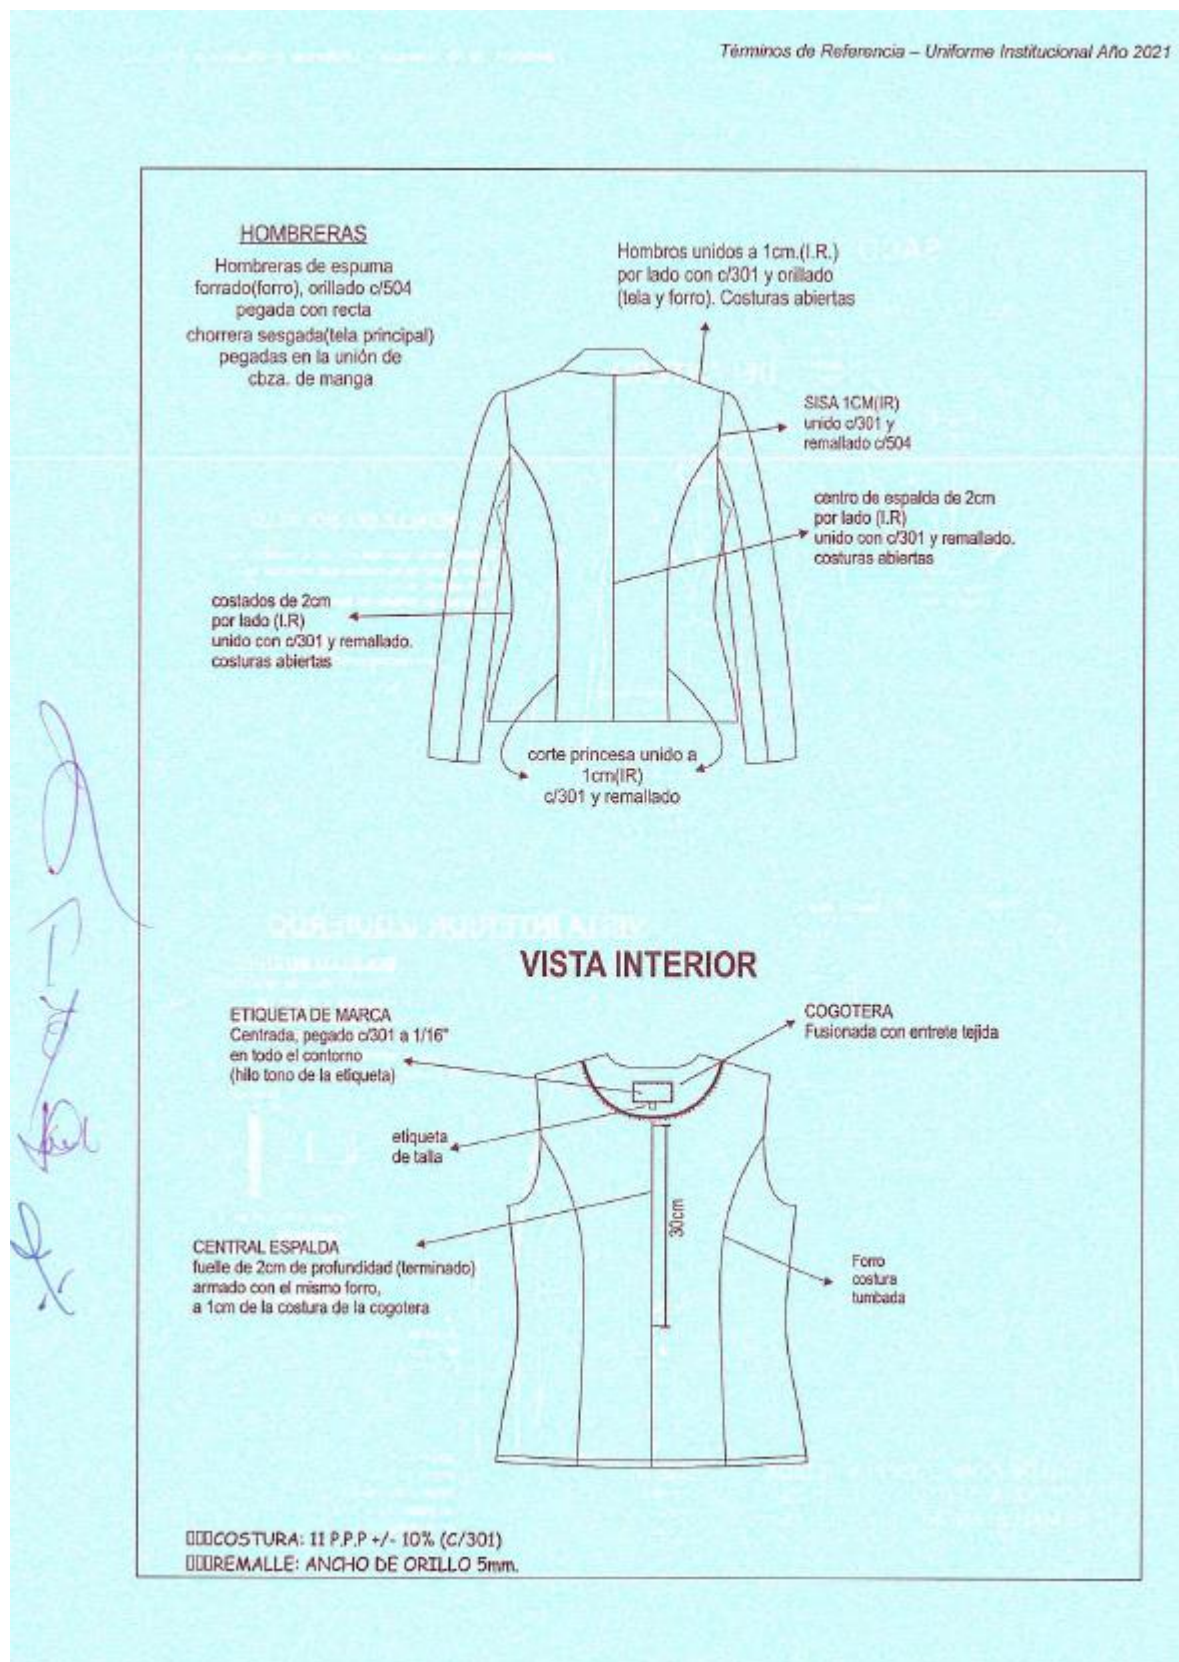 Términos de Referencia – Uniforme Institucional Año 2021
HOMBRERAS
Hombreras de espuma
forrado(forro), orillado c/504
pegada con recta
chorrera sesgada(tela principal)
pegadas en la unión de
cbza. de manga
Hombros unidos a 1cm.(I.R.)
por lado con c/301 y orillado
(tela y forro). Costuras abiertas
SISA 1CM(IR)
unido c/301 y
remallado c/504
centro de espalda de 2cm
por lado (I.R)
unido con c/301 y remallado.
costuras abiertas
costados de 2cm
por lado (I.R)
unido con c/301 y remallado.
costuras abiertas
corte princesa unido a
1cm(IR)
c/301 y remallado
VISTA INTERIOR
ETIQUETA DE MARCA
Centrada, pegado c/301 a 1/16"
en todo el contorno
(hilo tono de la etiqueta)
COGOTERA
Fusionada con entrete tejida
etiqueta
de talla
30cm
CENTRAL ESPALDA
fuelle de 2cm de profundidad (terminado)
armado con el mismo forro,
a 1cm de la costura de la cogotera
Forro
costura
tumbada
COSTURA: 11 P.P.P +/- 10% (C/301)
REMALLE: ANCHO DE ORILLO 5mm.